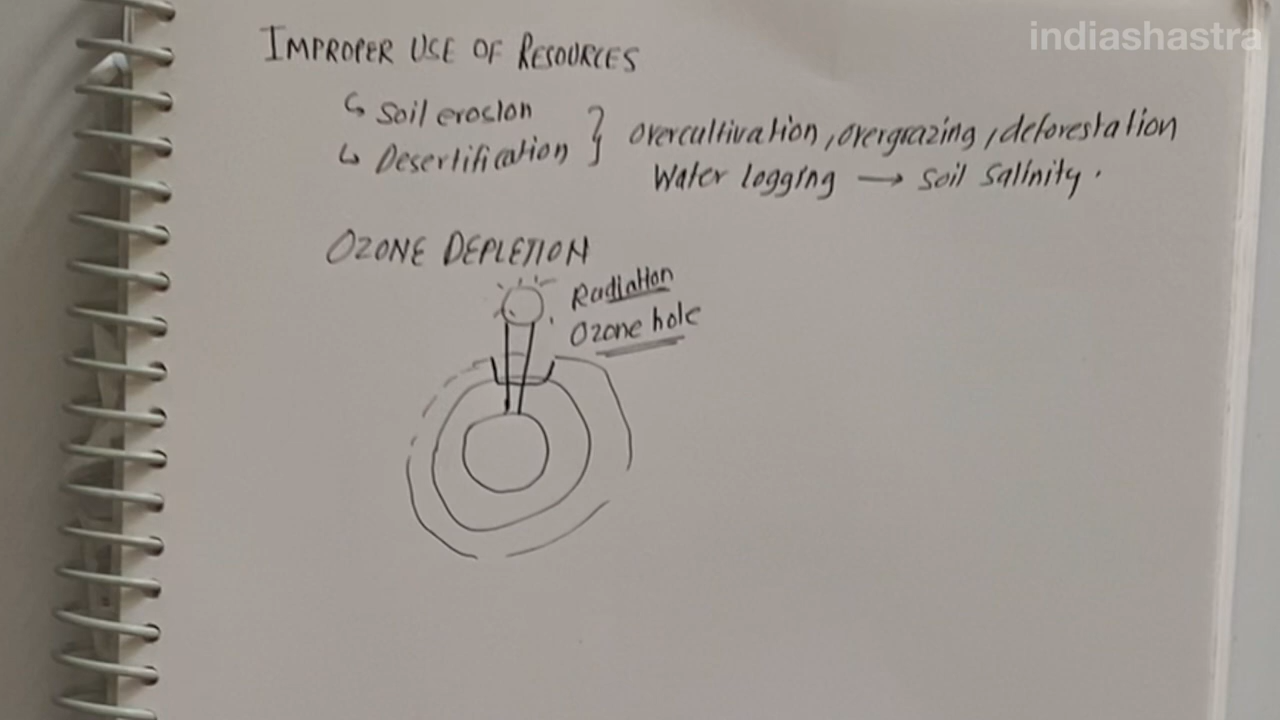 indiashastra
IMPROPER USE OF RESOURCES
↳ Soil erosion
↳ Desertification } overcultivation, overgrazing, deforestation
Water logging → Soil Salinity.
OZONE DEPLETION
Radiation
Ozone hole